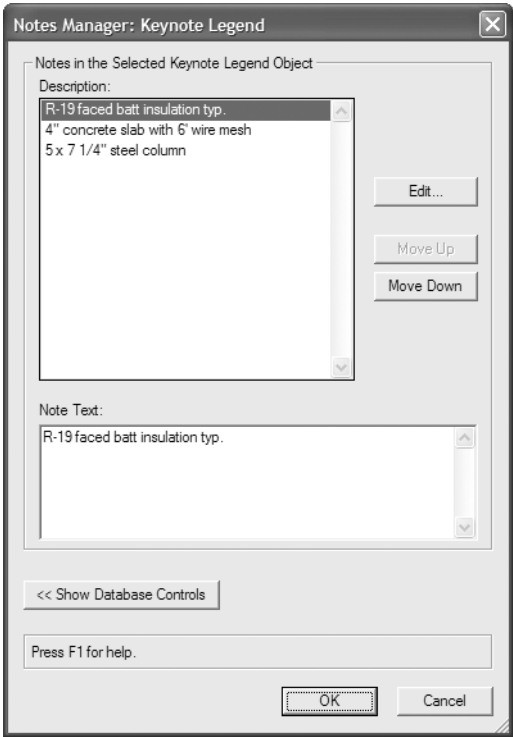 Notes Manager: Keynote Legend
Notes in the Selected Keynote Legend Object
Description:
R-19 faced batt insulation typ.
4" concrete slab with 6" wire mesh
5 x 7 1/4" steel column
Edit...
Move Up
Move Down
Note Text:
R-19 faced batt insulation typ.
<< Show Database Controls
Press F1 for help.
OK
Cancel